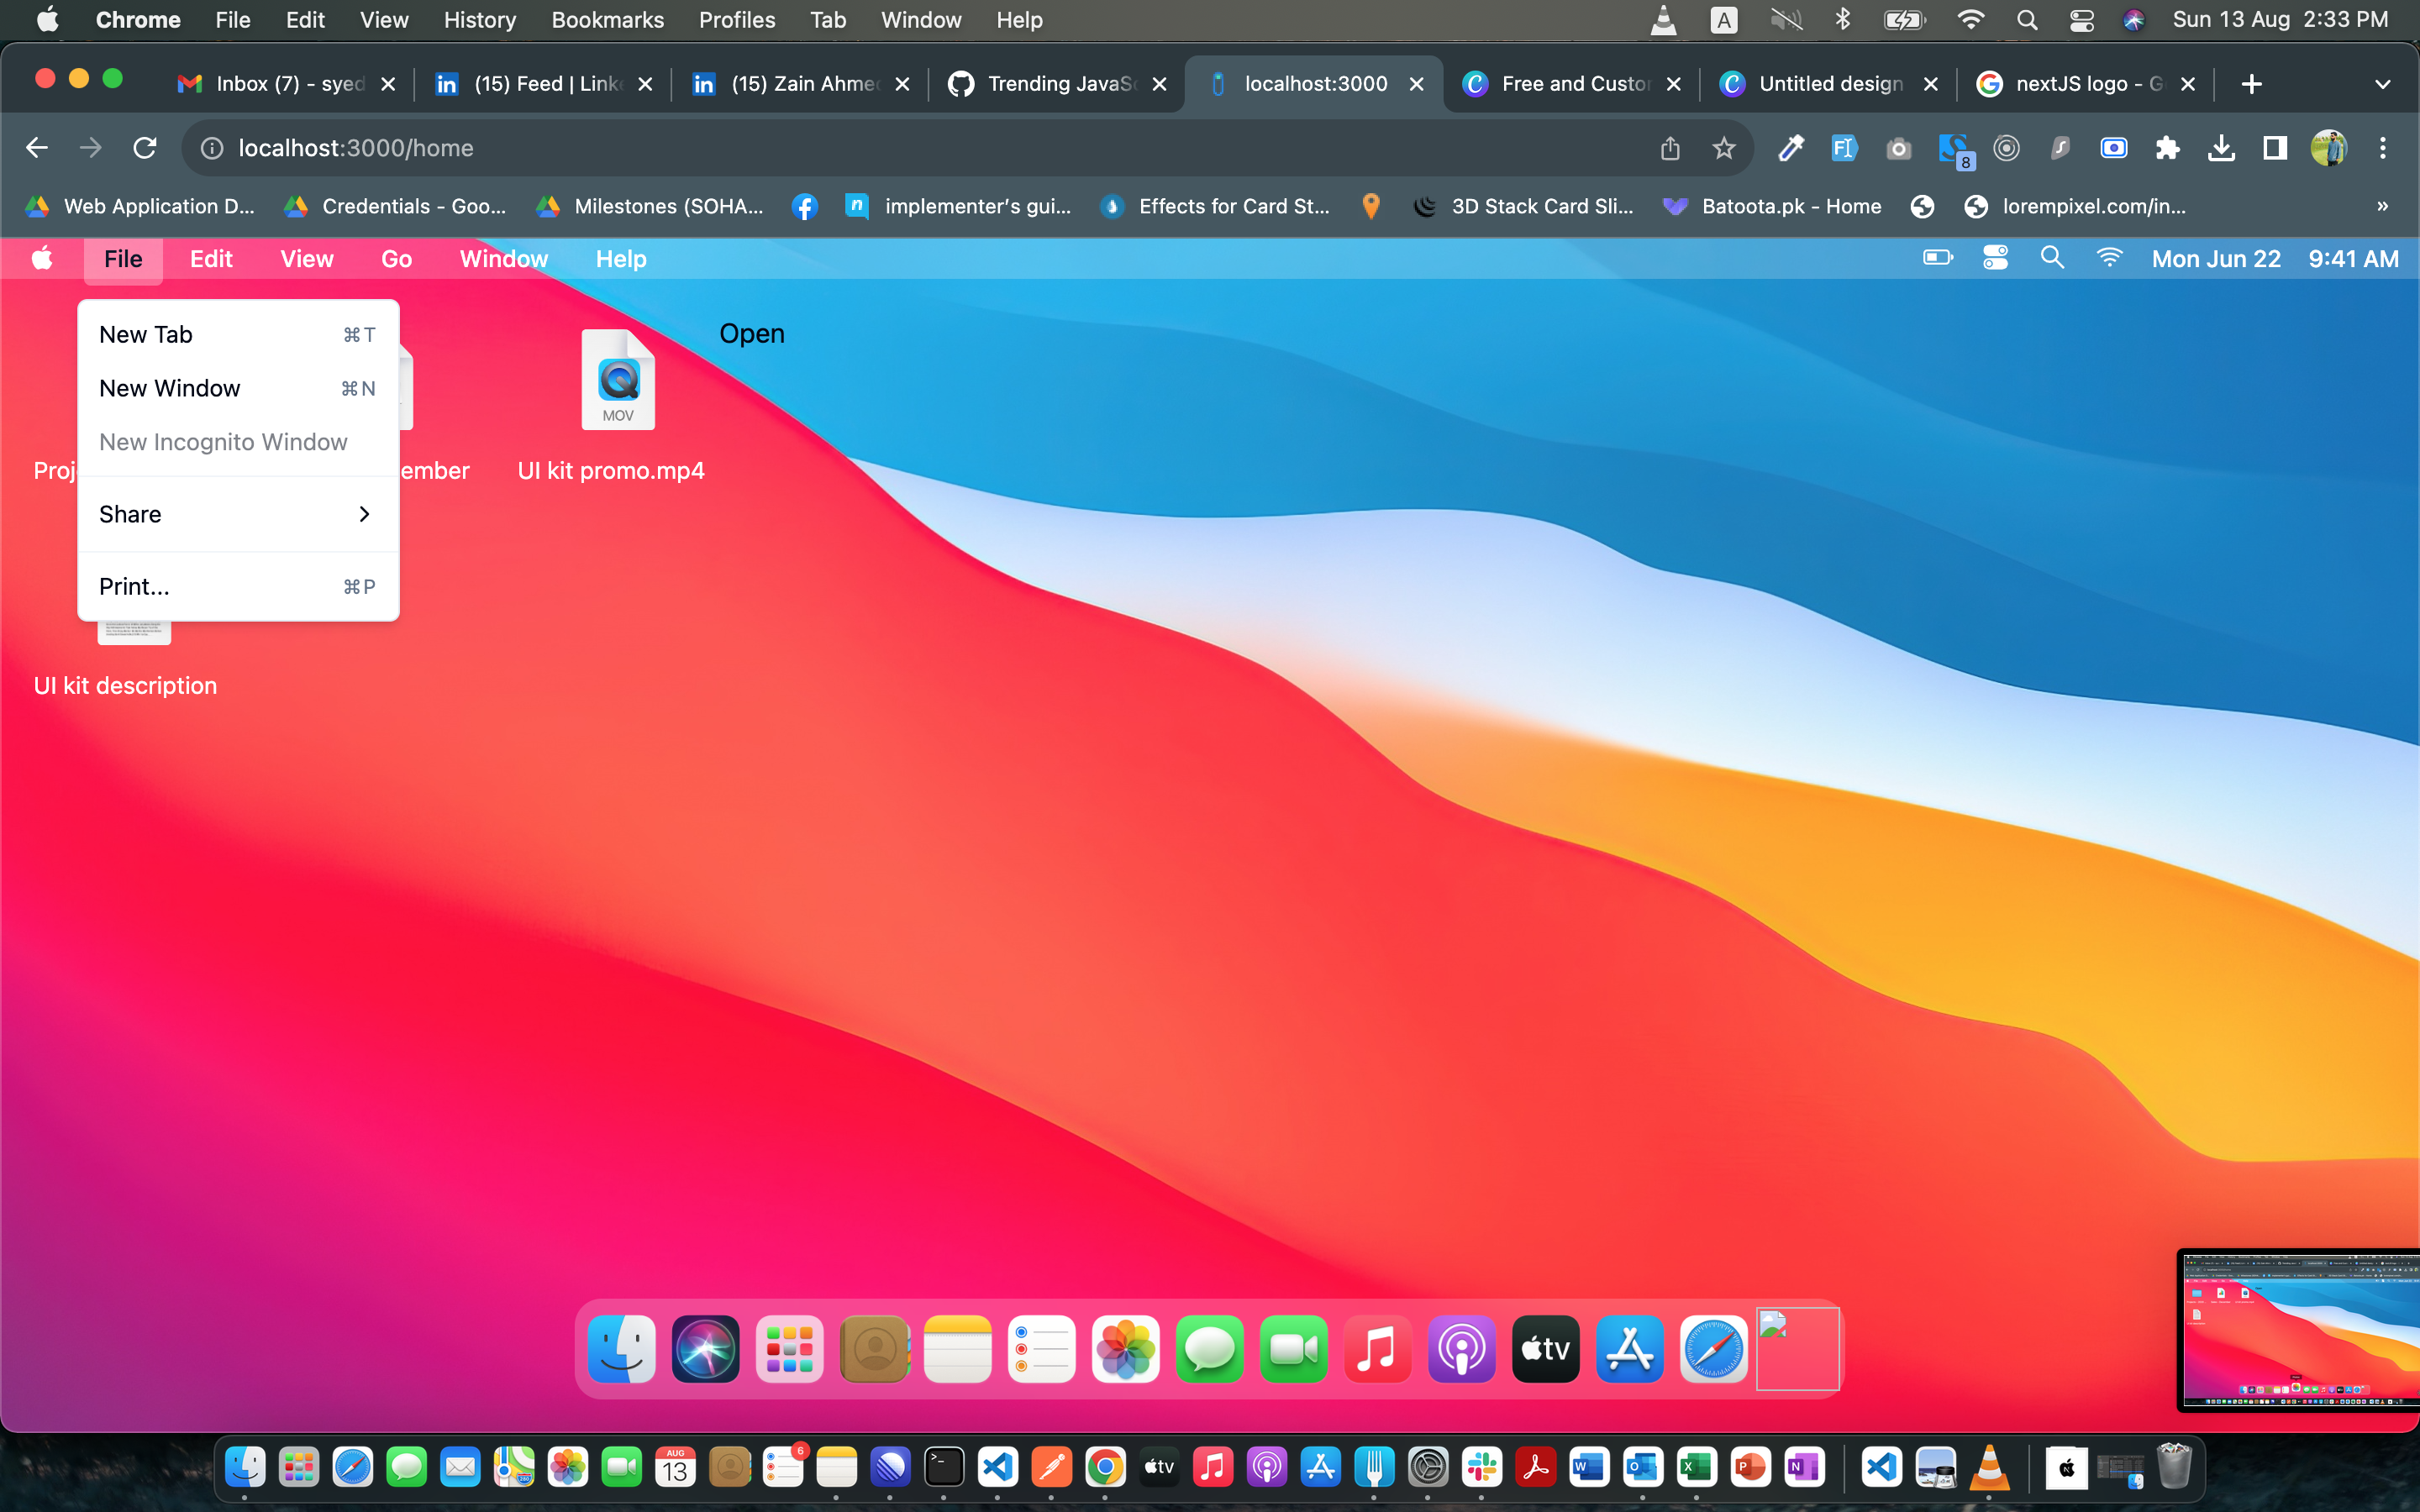 Chrome File Edit View History Bookmarks Profiles Tab Window Help A Sun 13 Aug 2:33 PM
Inbox (7) - syed (15) Feed | Linke (15) Zain Ahmed Trending JavaSc localhost:3000 Free and Custor Untitled design nextJS logo - G
localhost:3000/home 8
Web Application D... Credentials - Goo... Milestones (SOHA... implementer's gui... Effects for Card St... 3D Stack Card Sli... Batoota.pk - Home lorempixel.com/in... »
File Edit View Go Window Help Mon Jun 22 9:41 AM
New Tab ⌘T
Open
New Window ⌘N
MOV
New Incognito Window
Proj ember UI kit promo.mp4
Share
Print... ⌘P
UI kit description
tv
AUG
13
6
tv
W
X
P
N